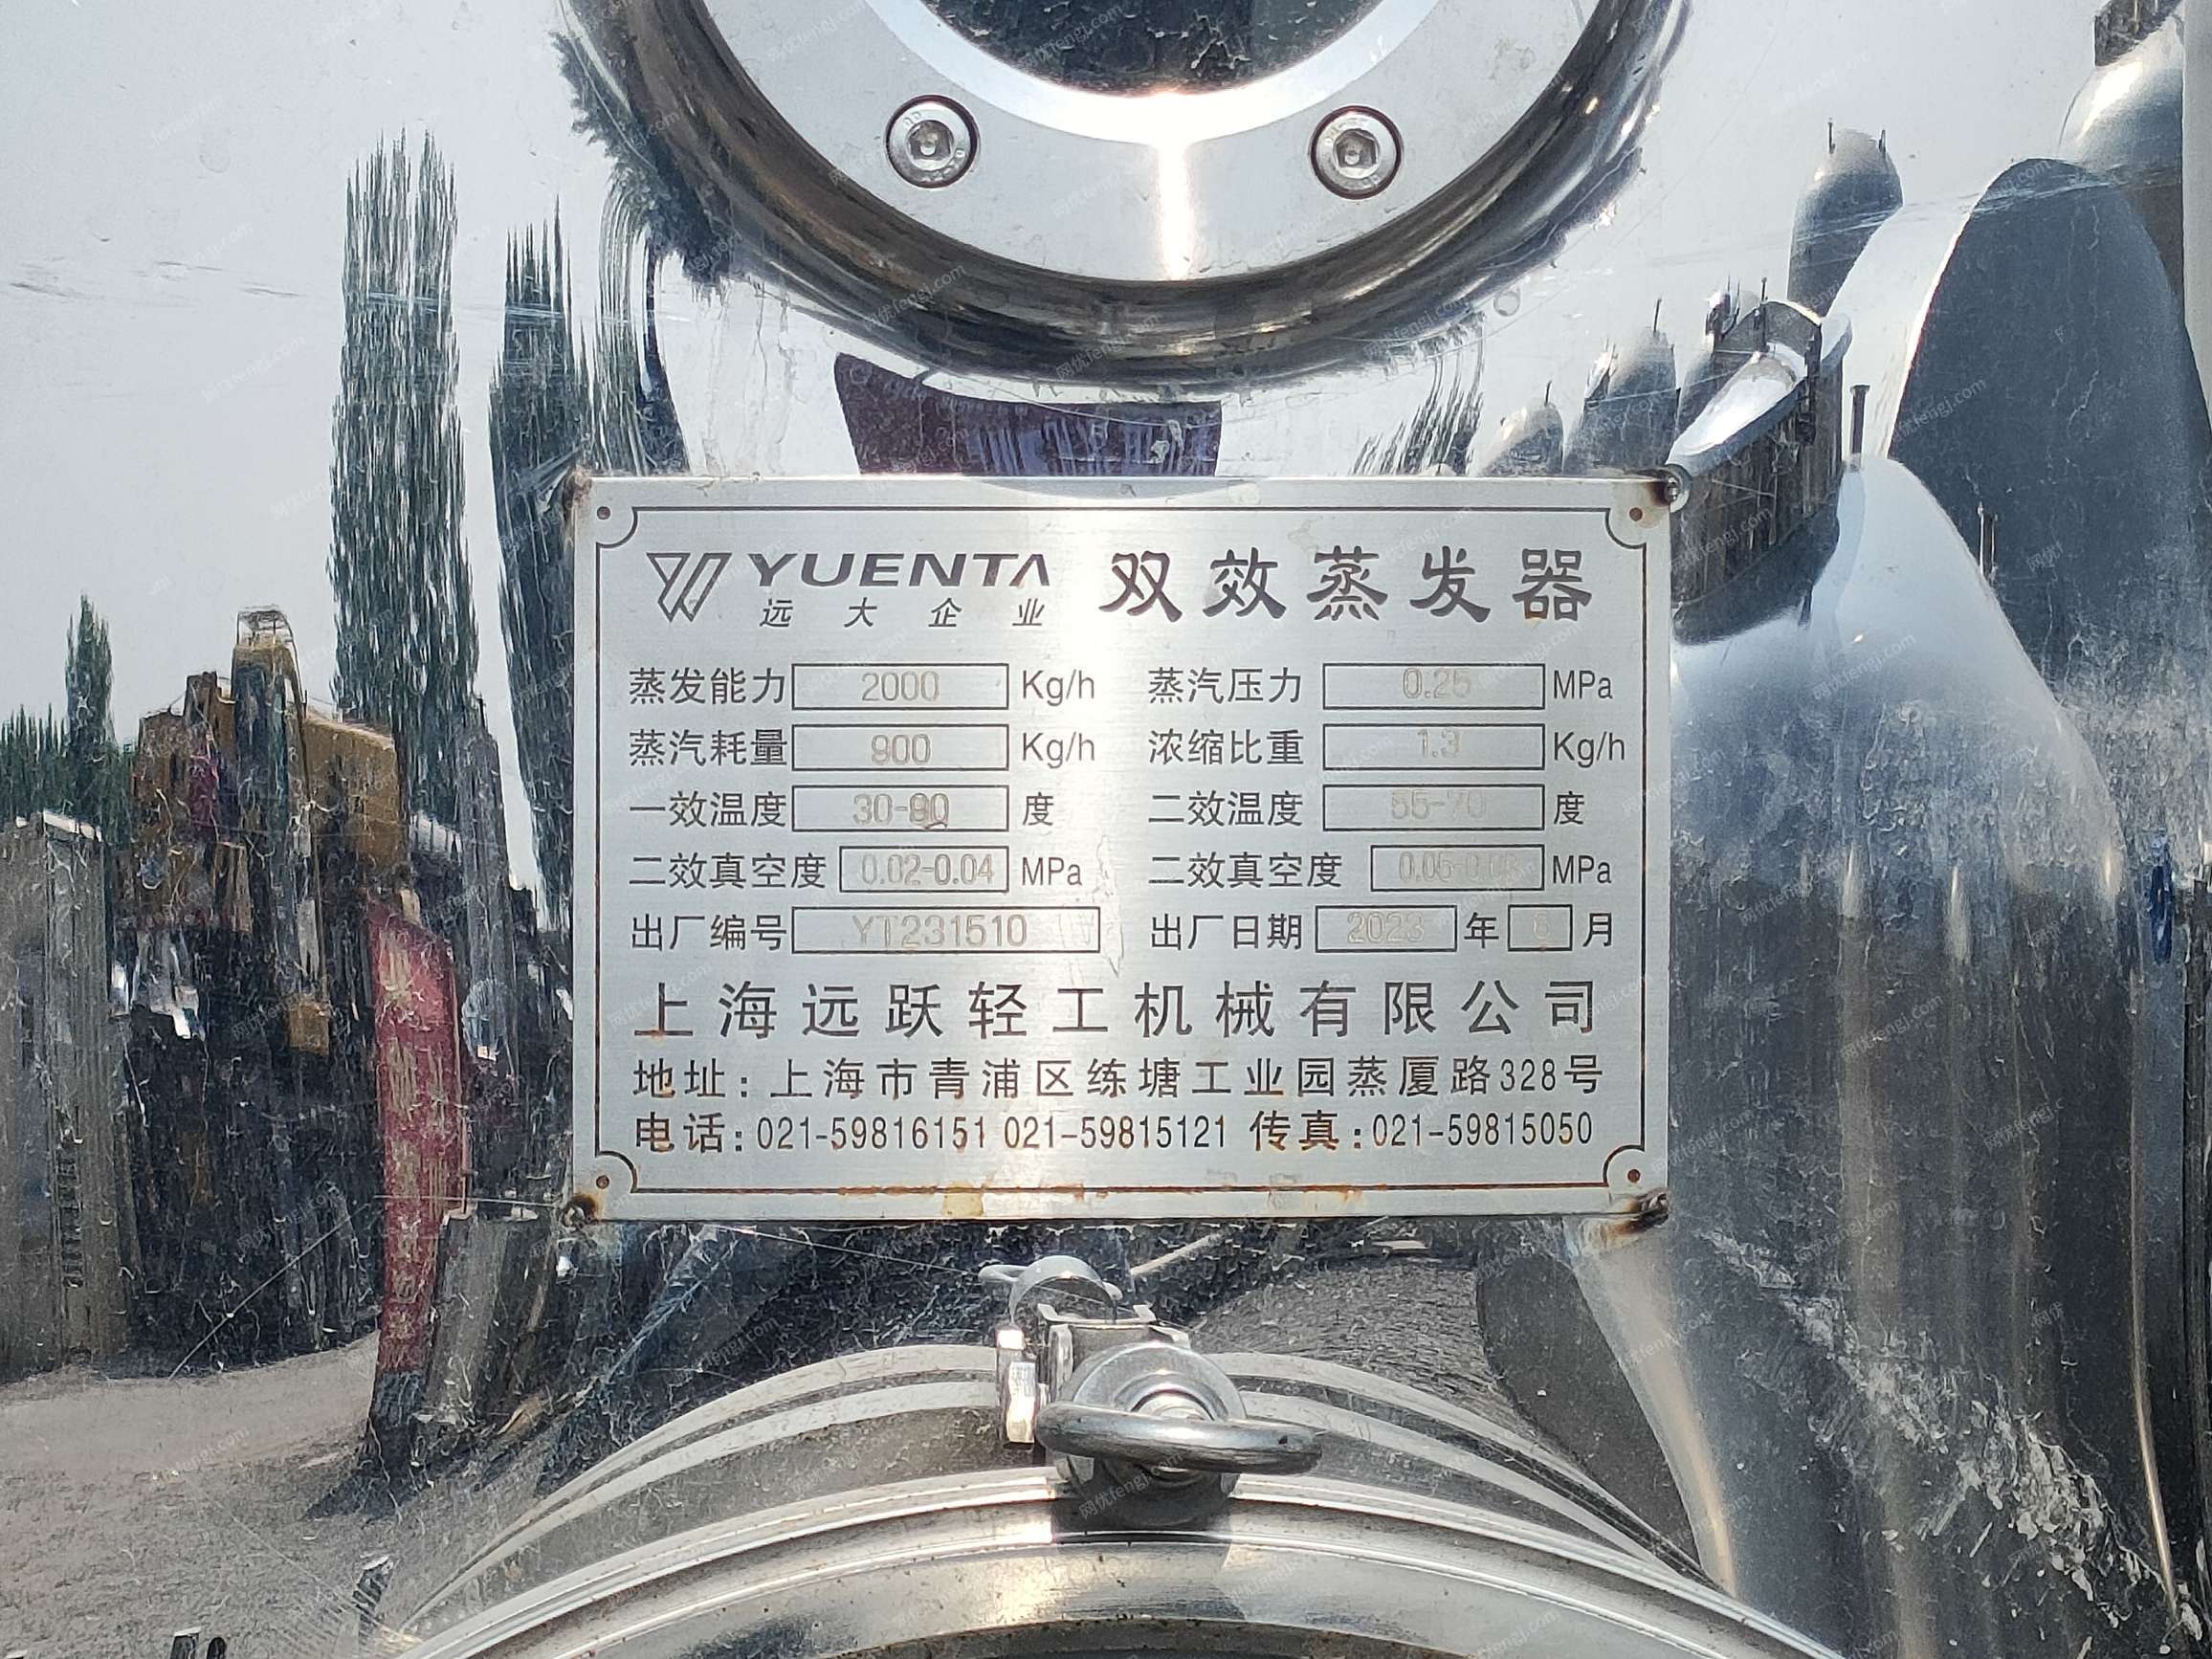 YUENTA 双效蒸发器
远大企业
蒸发能力 2000 Kg/h 蒸汽压力 0.25 MPa
蒸汽耗量 900 Kg/h 浓缩比重 1.3 Kg/h
一效温度 80-90 度 二效温度 55-70 度
二效真空度 0.02-0.04 MPa 二效真空度 MPa
出厂编号 YT231510 出厂日期 2023 年 月
上海远跃轻工机械有限公司
地址:上海市青浦区练塘工业园蒸厦路328号
电话:021-59816151 021-59815121 传真:021-59815050